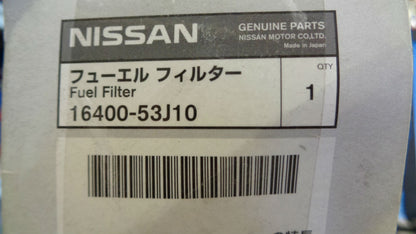 NISSAN
GENUINE PARTS
NISSAN MOTOR CO.,LTD.
Made in Japan
フューエル フィルター
Fuel Filter
16400-53J10
QTY
1